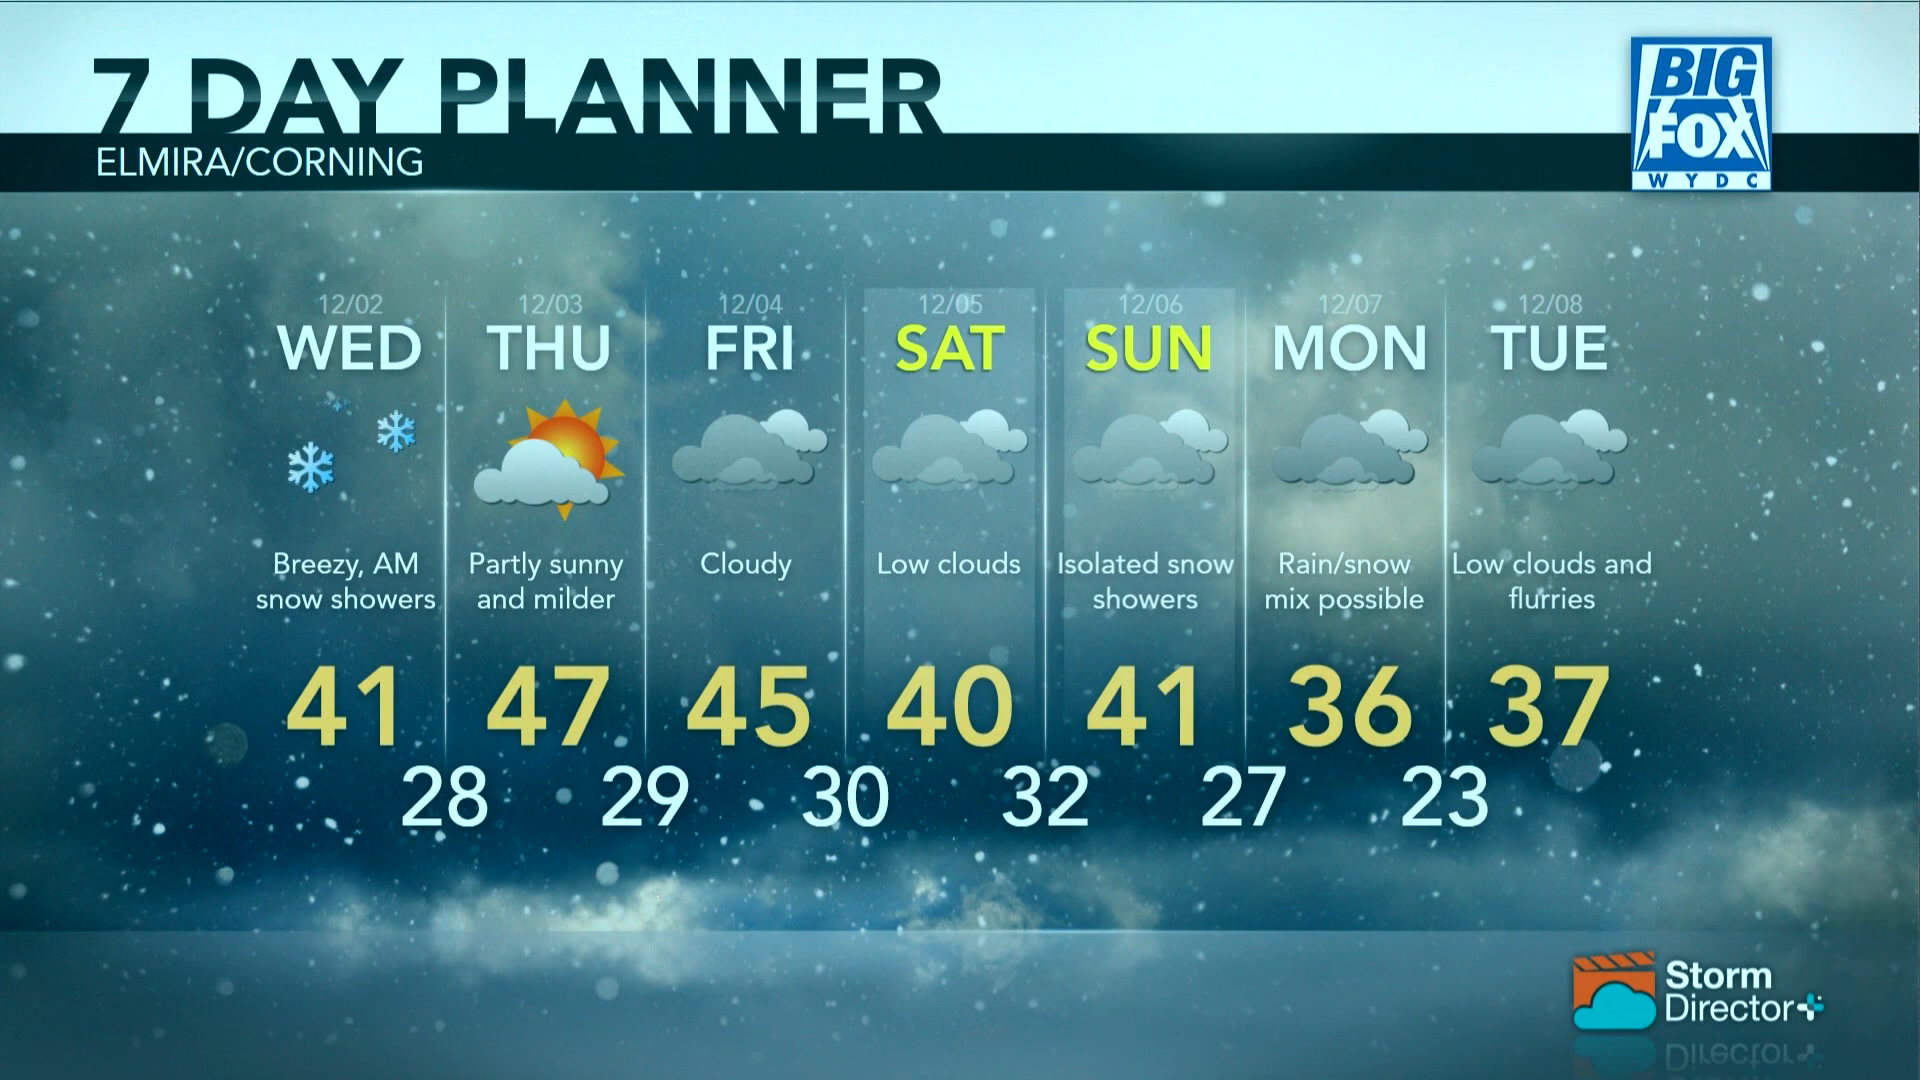 7 DAY PLANNER
ELMIRA/CORNING
BIG
FOX
WYDC
12/02
WED
Breezy, AM
snow showers
41
12/03
THU
Partly sunny
and milder
47
12/04
FRI
Cloudy
45
12/05
SAT
Low clouds
40
12/06
SUN
Isolated snow
showers
41
12/07
MON
Rain/snow
mix possible
36
12/08
TUE
Low clouds and
flurries
37
28
29
30
32
27
23
Storm
Director+